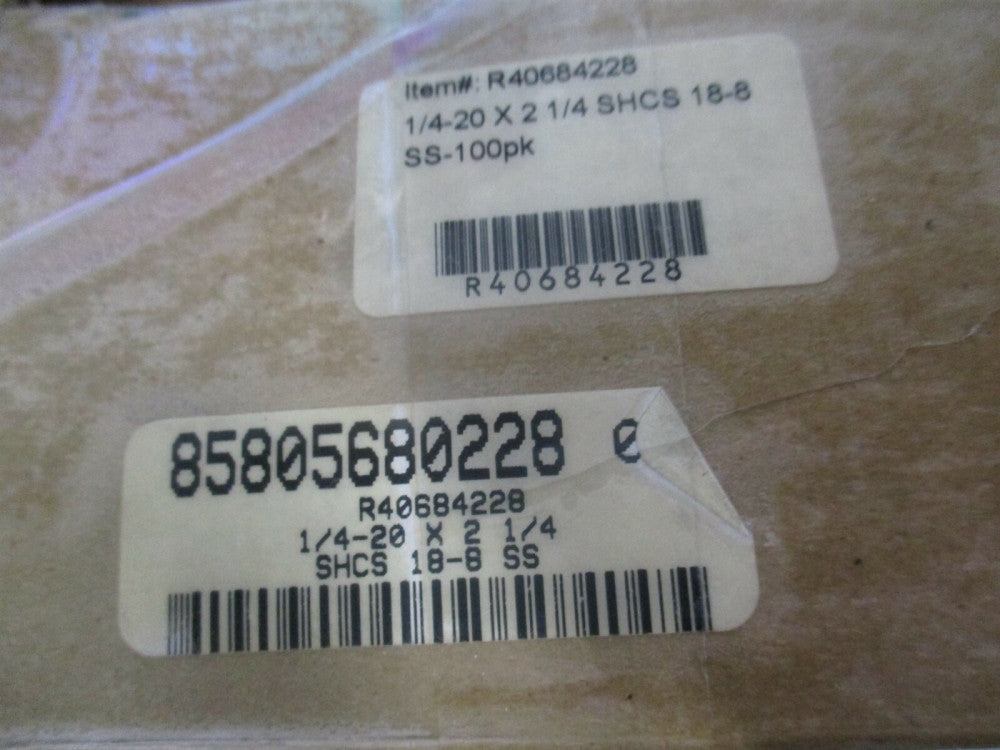 Item#: R40684228
1/4-20 X 2 1/4 SHCS 18-8
SS-100pk
R40684228
85805680228 0
R40684228
1/4-20 X 2 1/4
SHCS 18-8 SS